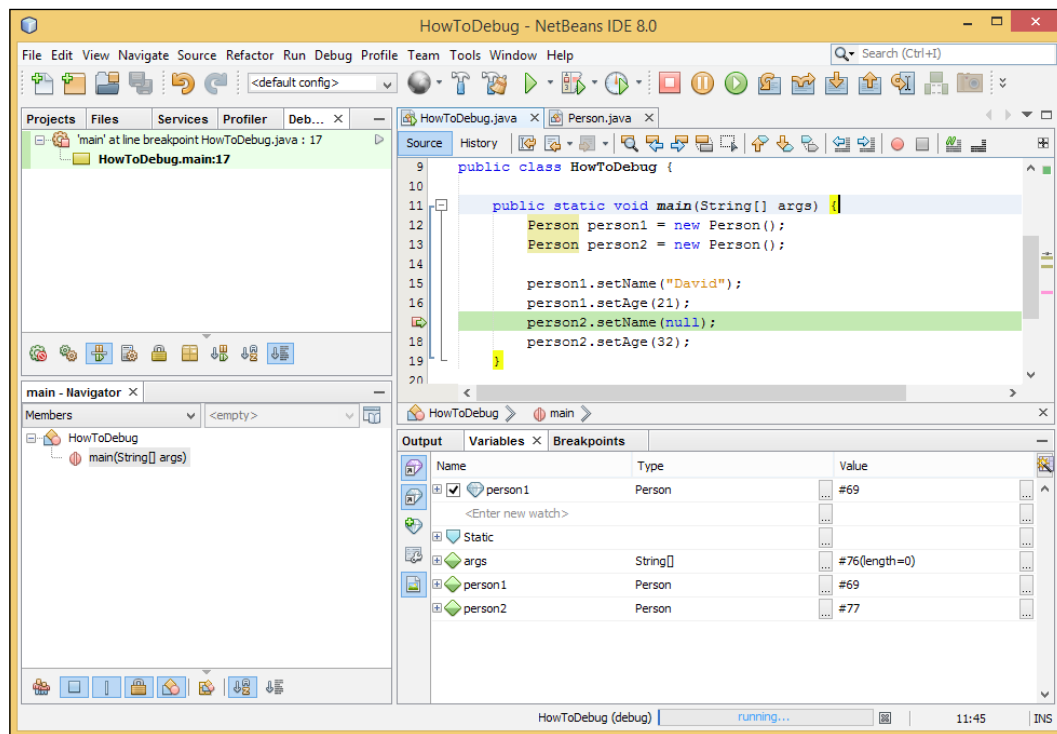 HowToDebug - NetBeans IDE 8.0
File Edit View Navigate Source Refactor Run Debug Profile Team Tools Window Help
Search (Ctrl+I)
<default config>
Projects Files Services Profiler Deb...
'main' at line breakpoint HowToDebug.java : 17
HowToDebug.main:17
HowToDebug.java Person.java
Source History
9 public class HowToDebug {
10
11 public static void main(String[] args) {
12 Person person1 = new Person();
13 Person person2 = new Person();
14
15 person1.setName("David");
16 person1.setAge(21);
person2.setName(null);
18 person2.setAge(32);
19 }
20
main - Navigator
Members <empty>
HowToDebug
main(String[] args)
HowToDebug main
Output Variables Breakpoints
Name Type Value
person1 Person ... #69 ...
<Enter new watch> ... ...
Static ... ...
args String[] ... #76(length=0) ...
person1 Person ... #69 ...
person2 Person ... #77 ...
HowToDebug (debug) running... 11:45 INS